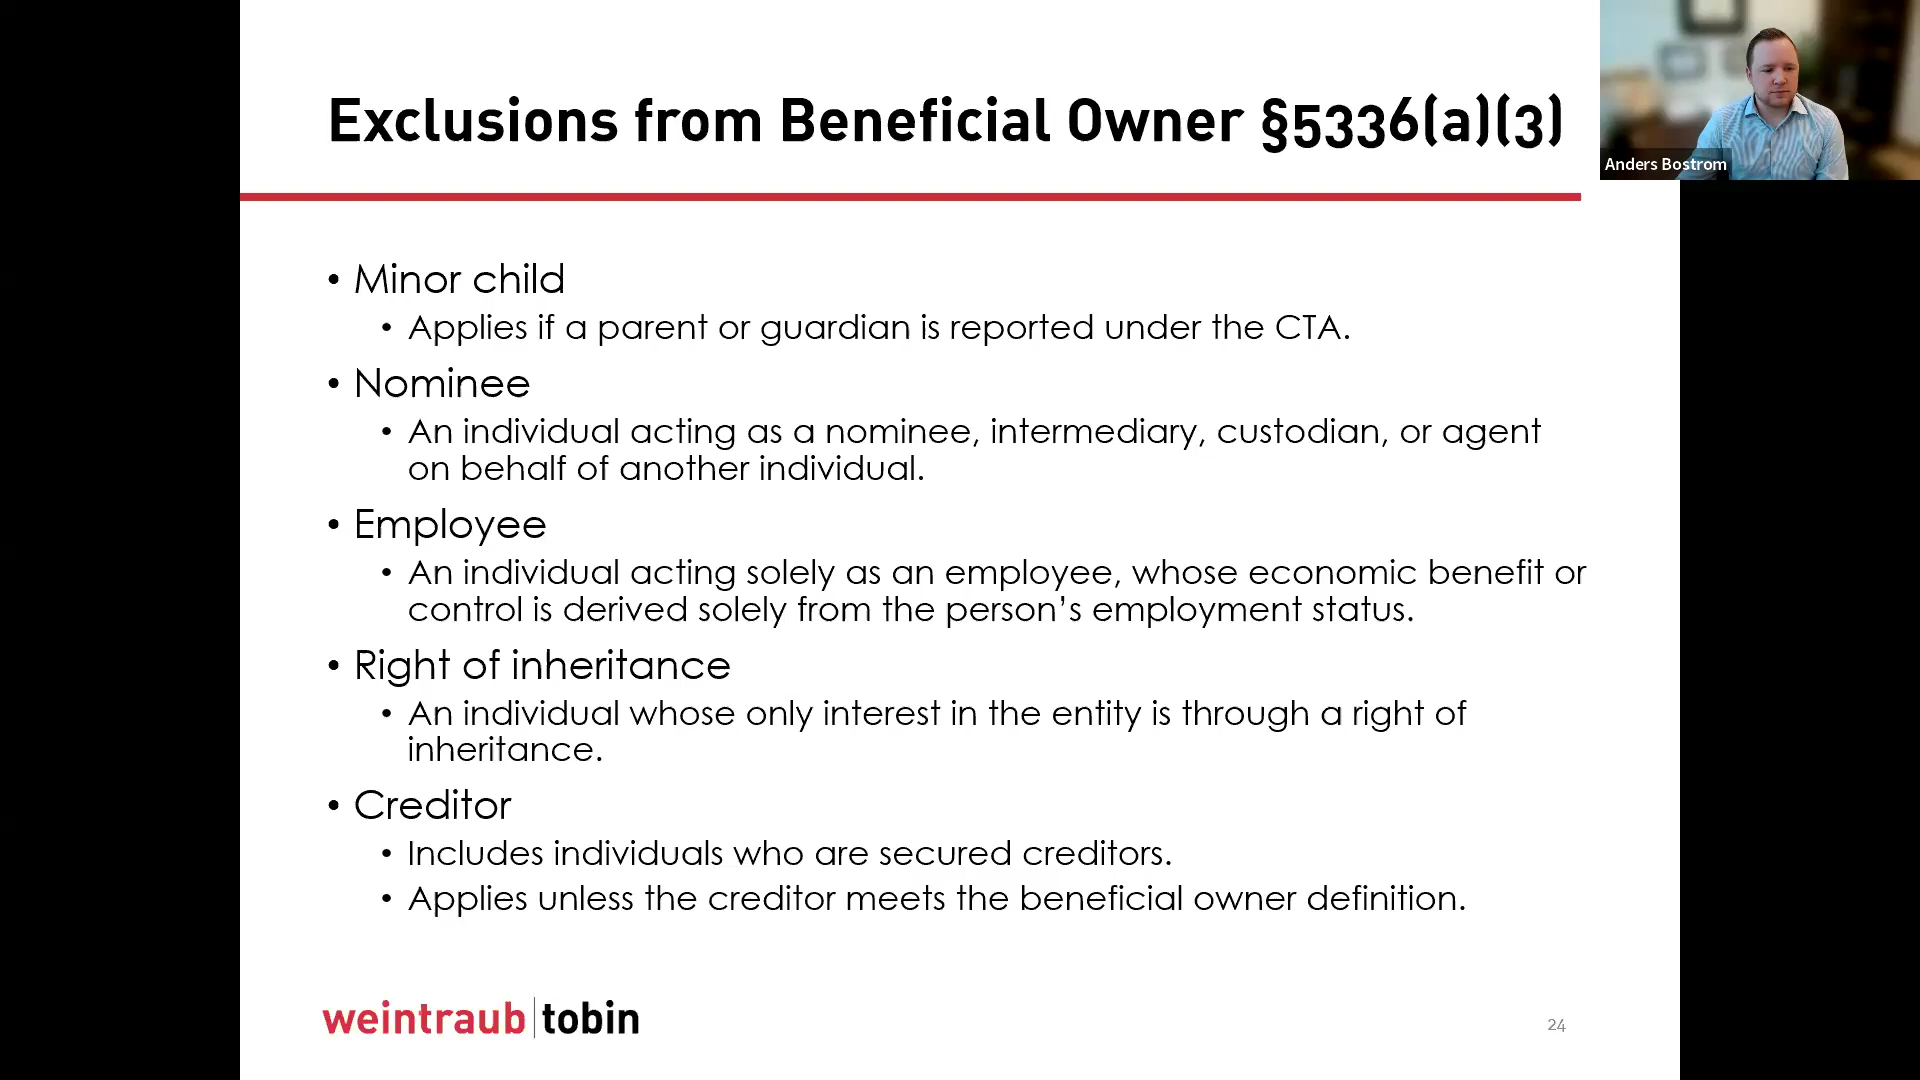 Exclusions from Beneficial Owner §5336(a)(3)
Anders Bostrom
• Minor child
• Applies if a parent or guardian is reported under the CTA.
• Nominee
• An individual acting as a nominee, intermediary, custodian, or agent
on behalf of another individual.
• Employee
• An individual acting solely as an employee, whose economic benefit or
control is derived solely from the person’s employment status.
• Right of inheritance
• An individual whose only interest in the entity is through a right of
inheritance.
• Creditor
• Includes individuals who are secured creditors.
• Applies unless the creditor meets the beneficial owner definition.
weintraub|tobin
24